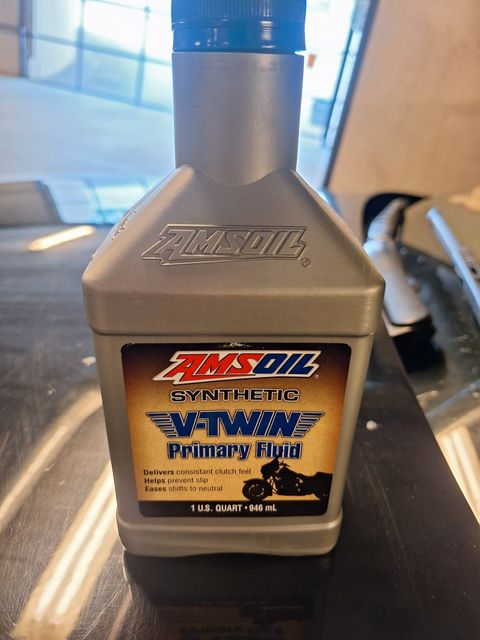 AMSOIL
AMSOIL
SYNTHETIC
V-TWIN
Primary Fluid
Delivers consistant clutch feel
Helps prevent slip
Eases shifts to neutral
1 U.S. QUART • 946 mL